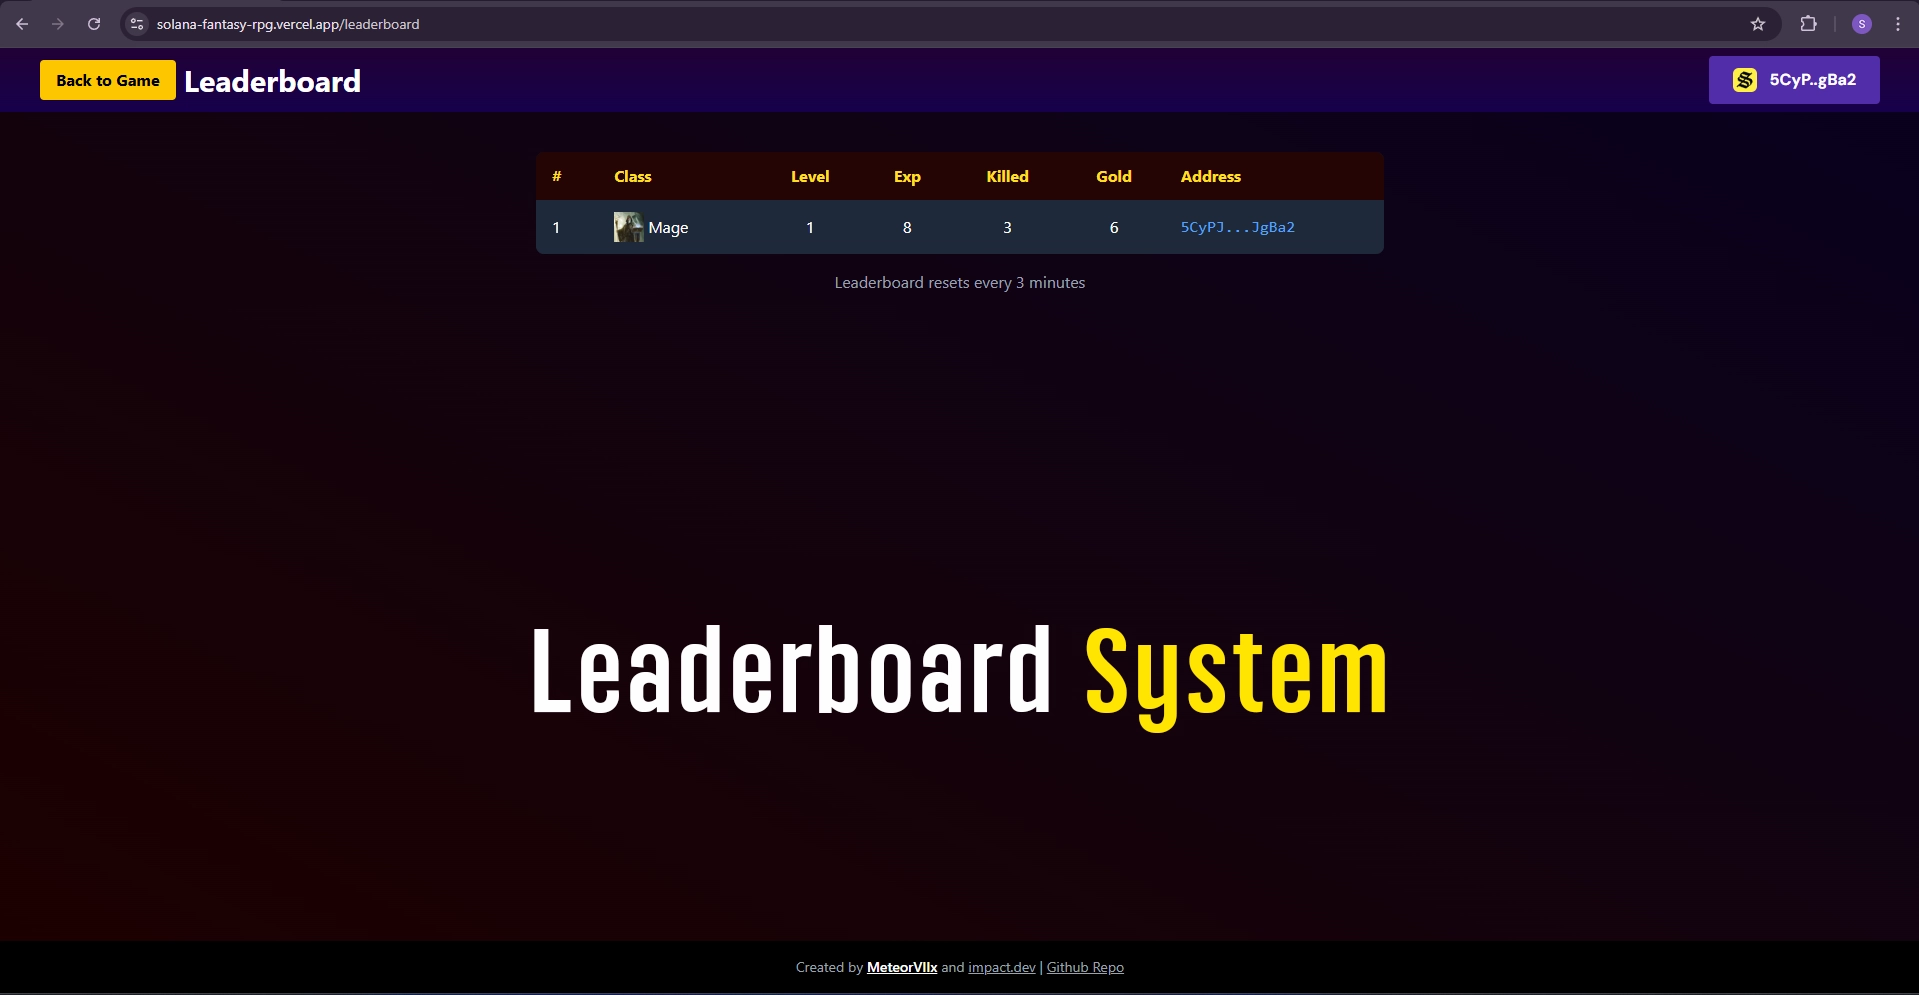 solana-fantasy-rpg.vercel.app/leaderboard
S
Back to Game
Leaderboard
5CyP..gBa2
# Class Level Exp Killed Gold Address
1 Mage 1 8 3 6 5CyPJ...JgBa2
Leaderboard resets every 3 minutes
Leaderboard System
Created by MeteorVIIx and impact.dev | Github Repo